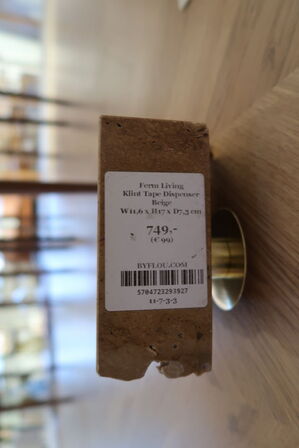 Ferm Living
Klint Tape Dispenser
Beige
W11,6 x H17 x D7,3 cm
749,-
(€ 99)
BYFLOU.COM
5704723293927
11-7-3-3